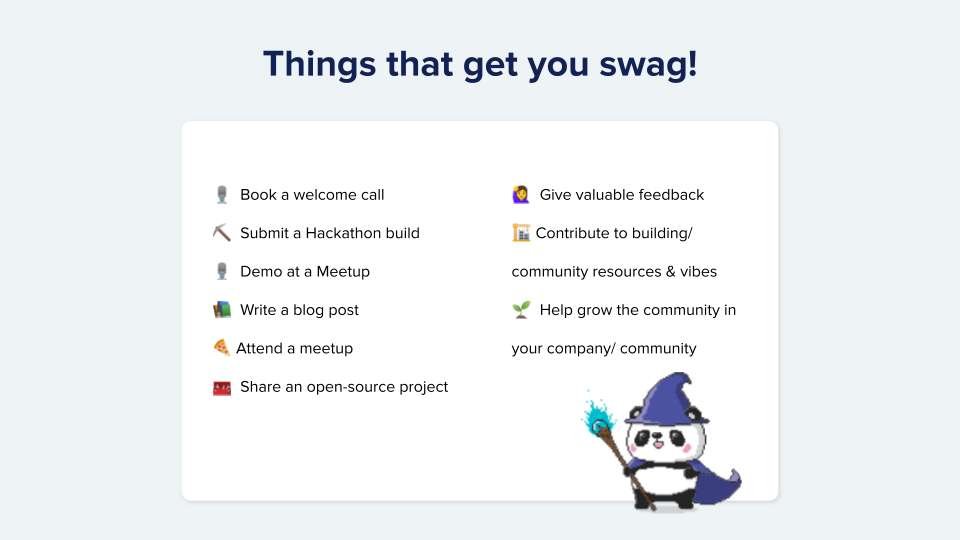 Things that get you swag!
Book a welcome call
Submit a Hackathon build
Demo at a Meetup
Write a blog post
Attend a meetup
Share an open-source project
Give valuable feedback
Contribute to building/
community resources & vibes
Help grow the community in
your company/ community